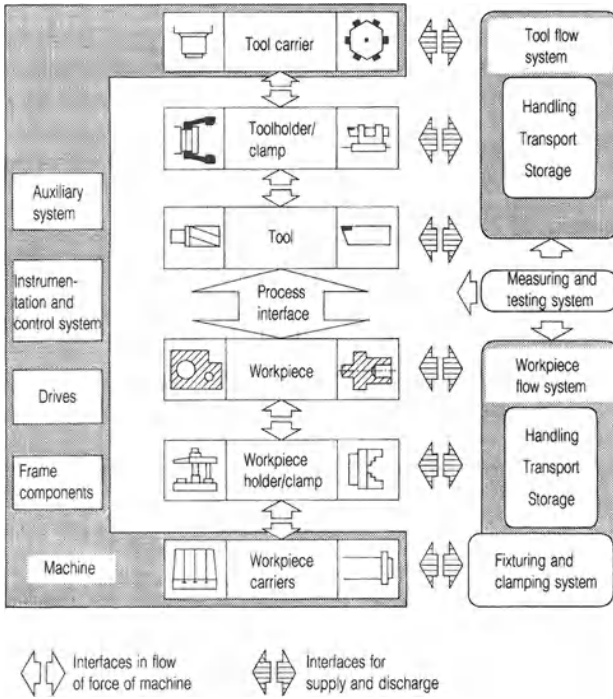 Tool carrier
Toolholder/
clamp
Tool
Process
interface
Workpiece
Workpiece
holder/clamp
Workpiece
carriers
Auxiliary
system
Instrumen-
tation and
control system
Drives
Frame
components
Machine
Tool flow
system
Handling
Transport
Storage
Measuring and
testing system
Workpiece
flow system
Handling
Transport
Storage
Fixturing and
clamping system
Interfaces in flow
of force of machine
Interfaces for
supply and discharge